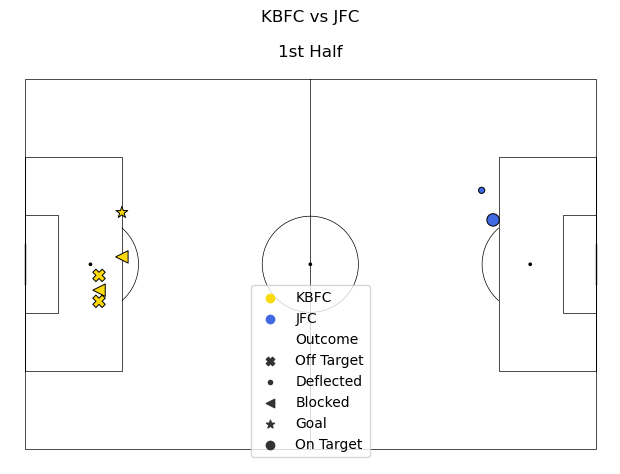 KBFC vs JFC
1st Half
KBFC
JFC
Outcome
Off Target
Deflected
Blocked
Goal
On Target